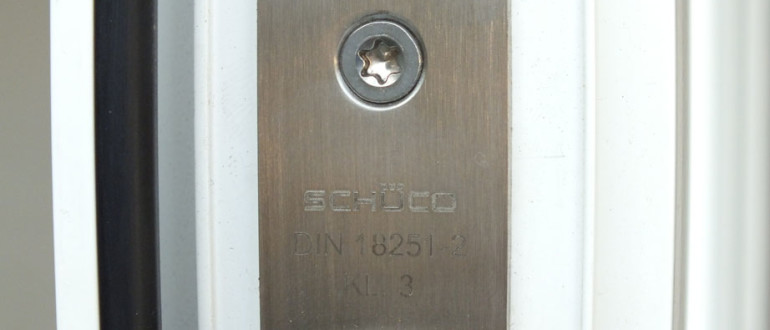 SCHÜCO
DIN 18251-2
KL 3